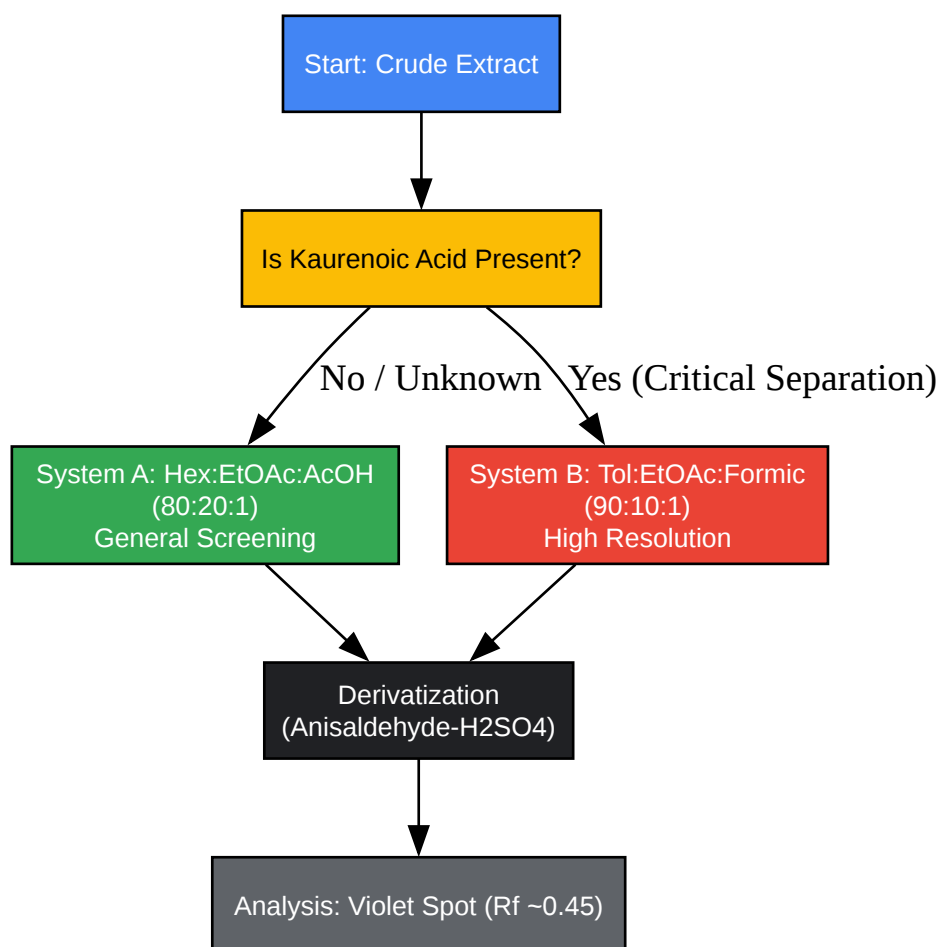 Start: Crude Extract
Is Kaurenoic Acid Present?
No / Unknown
Yes (Critical Separation)
System A: Hex:EtOAc:AcOH
(80:20:1)
General Screening
System B: Tol:EtOAc:Formic
(90:10:1)
High Resolution
Derivatization
(Anisaldehyde-H2SO4)
Analysis: Violet Spot (Rf ~0.45)